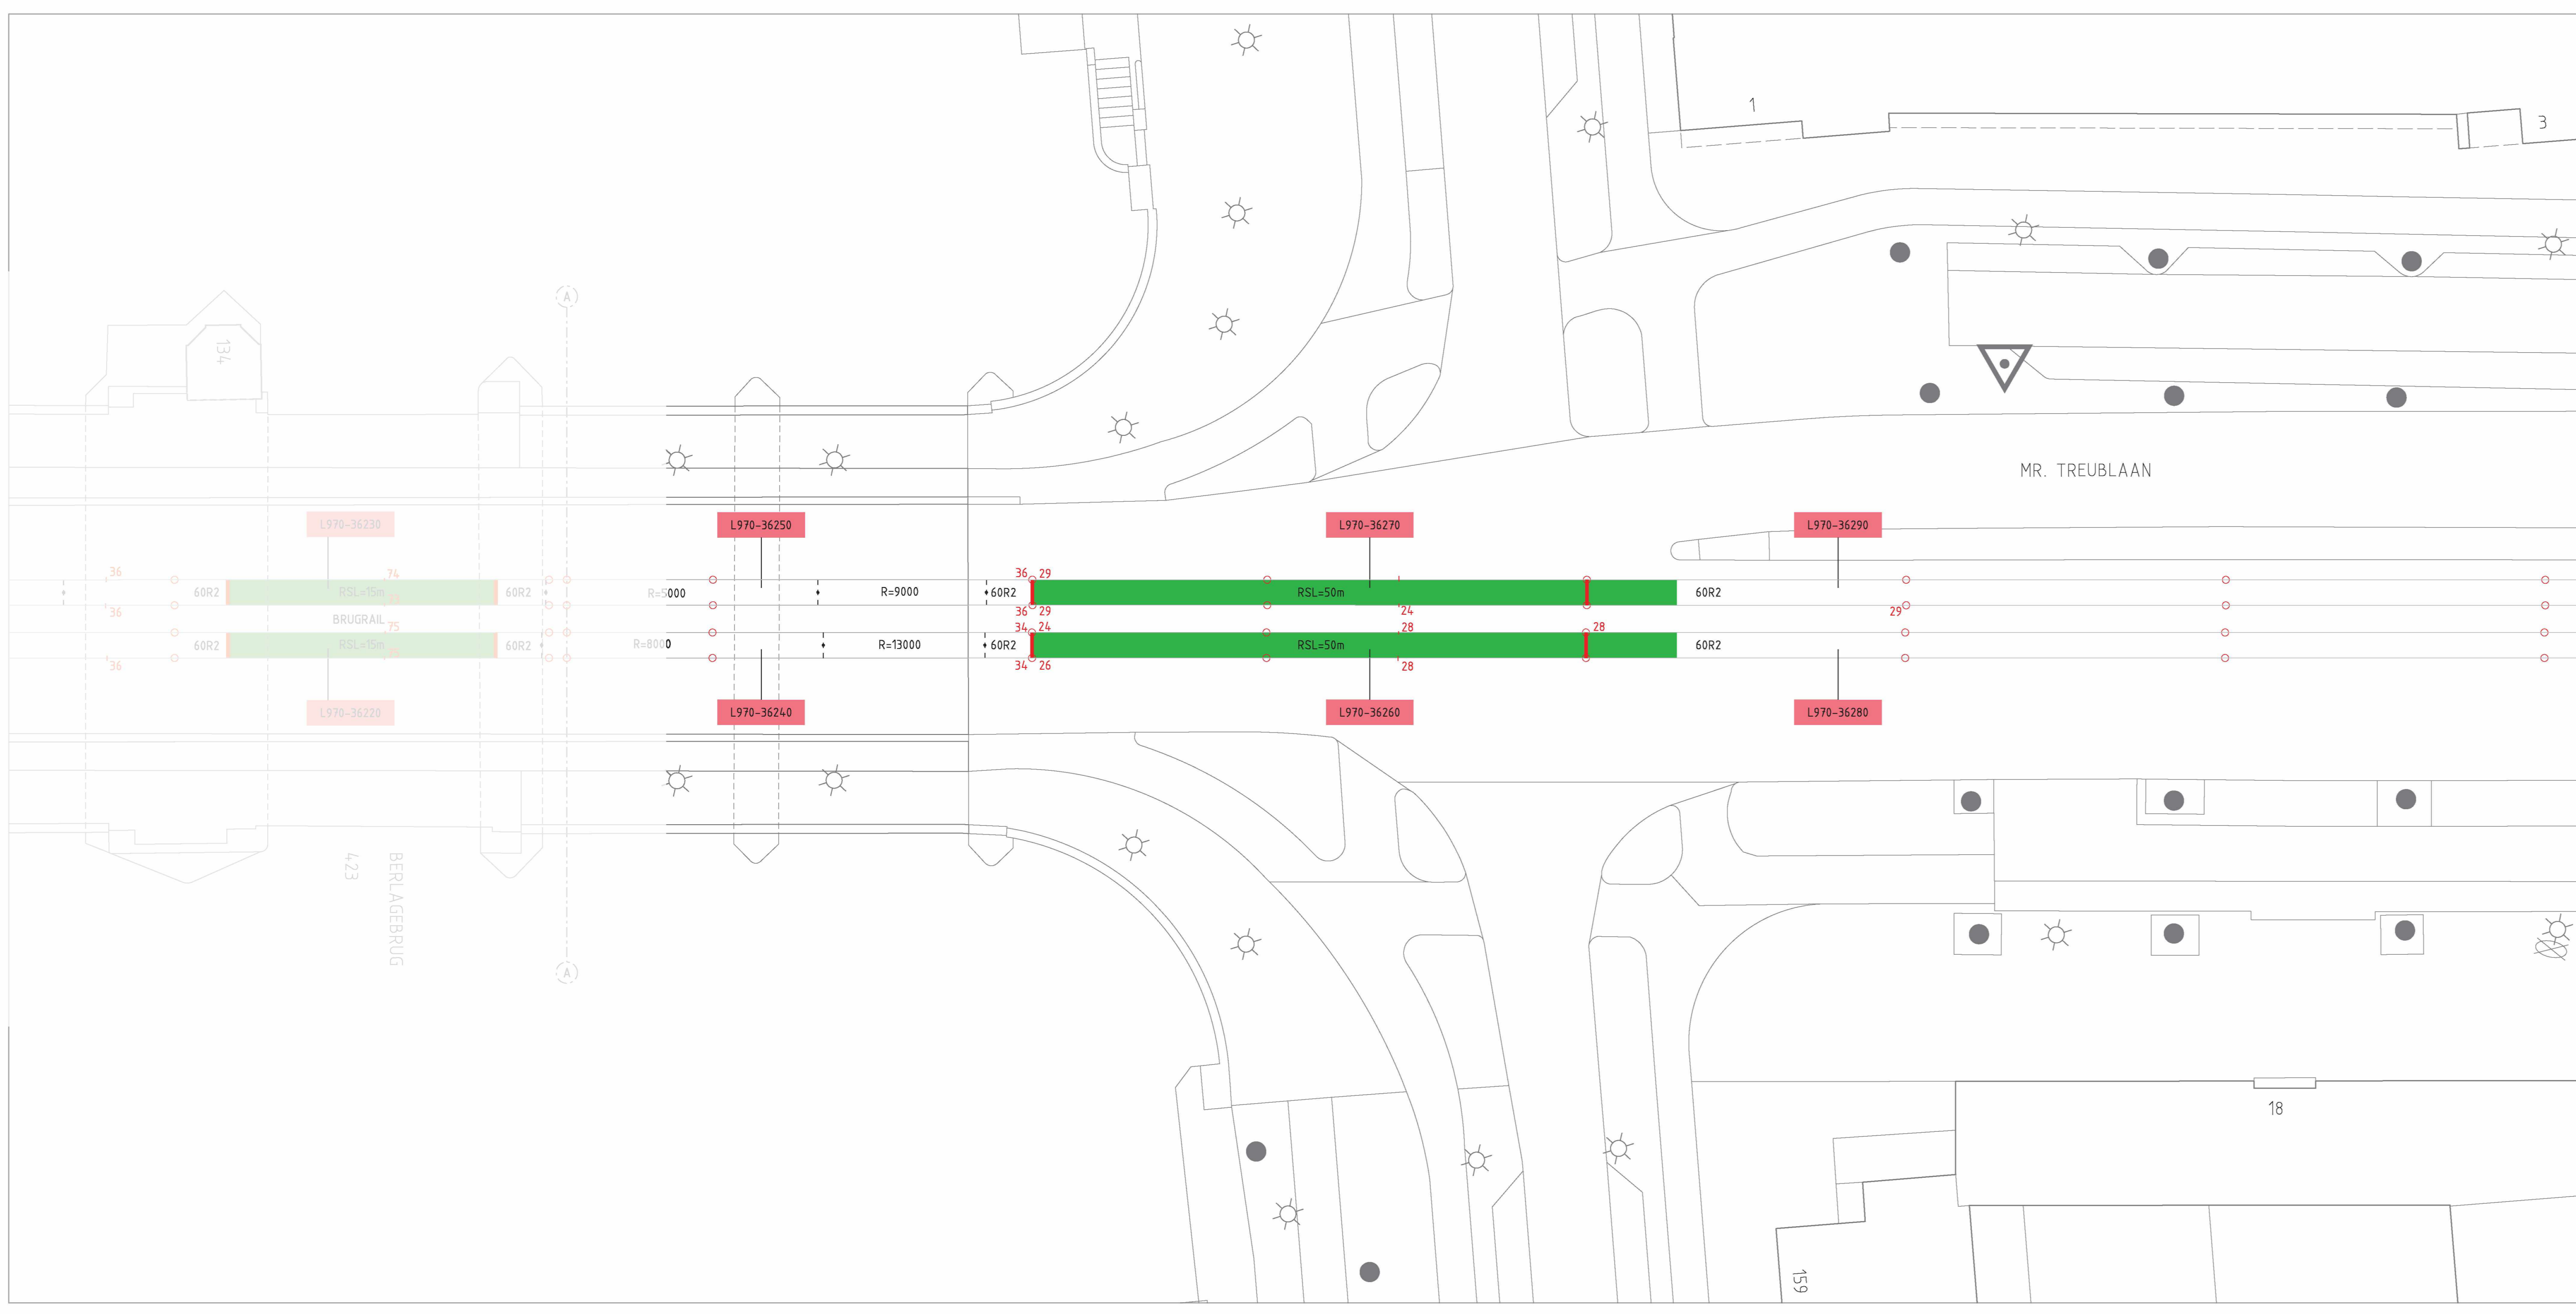 1
3
134
A
MR. TREUBLAAN
L970-36230
L970-36250
L970-36270
L970-36290
36
74
36 29
60R2
RSL=15m
60R2
R=5000
R=9000
60R2
RSL=50m
60R2
36
36 29
24
29
BRUGRAIL
75
34 24
28
28
60R2
RSL=15m
60R2
R=8000
R=13000
60R2
RSL=50m
60R2
36
34 26
28
L970-36220
L970-36240
L970-36260
L970-36280
423
BERLAGEBRUG
A
18
159